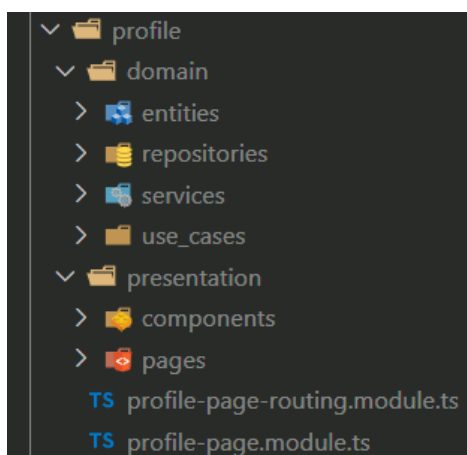 profile
domain
entities
repositories
services
use_cases
presentation
components
pages
TS profile-page-routing.module.ts
TS profile-page.module.ts